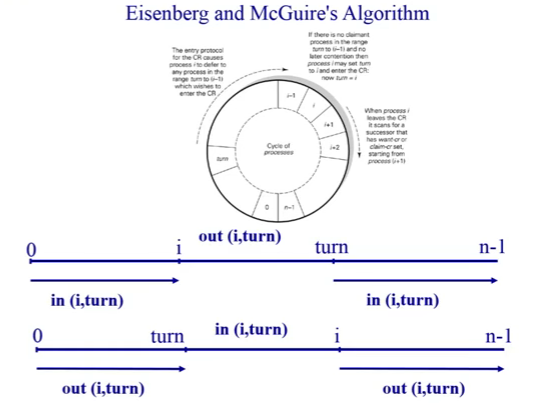 Eisenberg and McGuire's Algorithm
If there is no claimant
process in the range
turn to (i–1) and no
later contention then
process i may set turn
to i and enter the CR:
now turn = i
The entry protocol
for the CR causes
process i to defer to
any process in the
range turn to (i–1)
which wishes to
enter the CR
i–1
i
i+1
i+2
When process i
leaves the CR
it scans for a
successor that
has want-cr or
claim-cr set,
starting from
process (i+1)
Cycle of
processes
turn
0
n–1
out (i,turn)
0
i
turn
n-1
in (i,turn)
in (i,turn)
in (i,turn)
0
turn
i
n-1
out (i,turn)
out (i,turn)